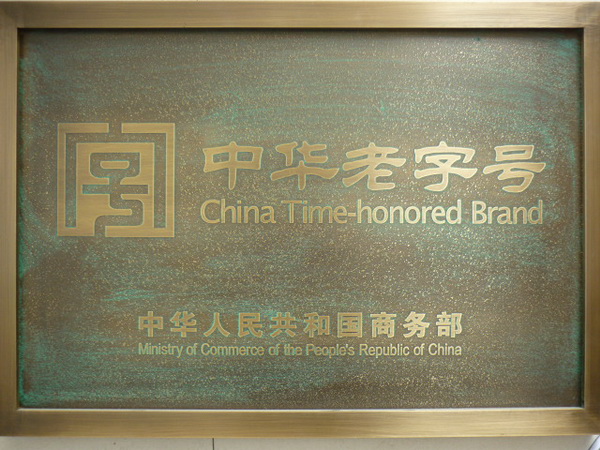 中华老字号
China Time-honored Brand
中华人民共和国商务部
Ministry of Commerce of the People's Republic of China